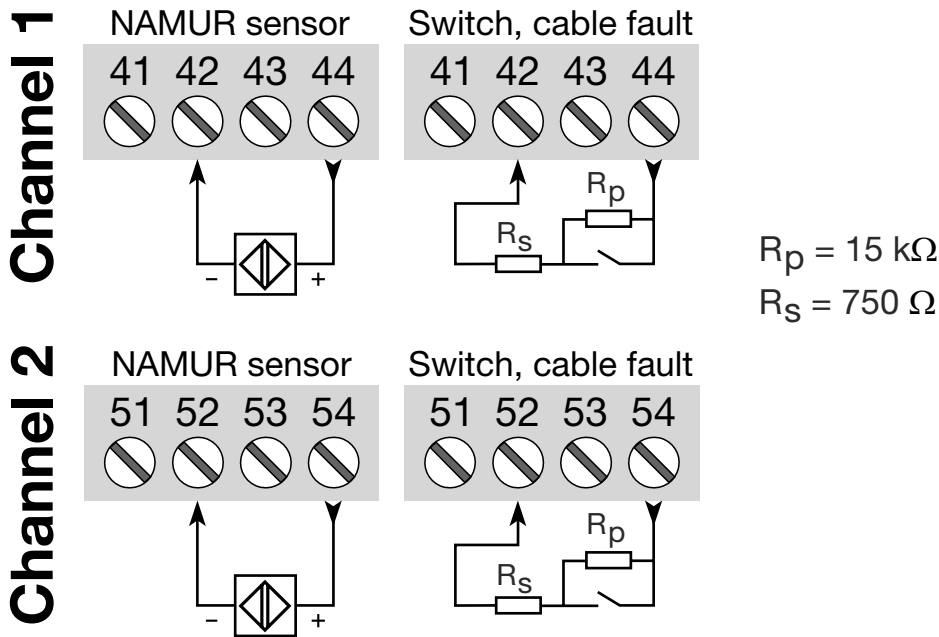 Channel 1
NAMUR sensor
41 42 43 44
- +
Switch, cable fault
41 42 43 44
Rp
Rs
Rp = 15 kΩ
Rs = 750 Ω
Channel 2
NAMUR sensor
51 52 53 54
- +
Switch, cable fault
51 52 53 54
Rp
Rs